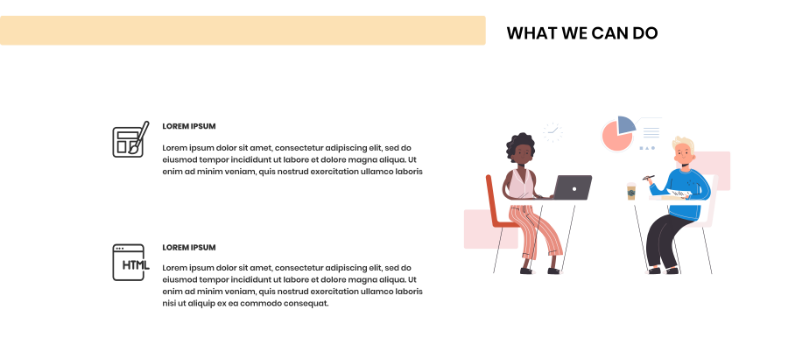 WHAT WE CAN DO
LOREM IPSUM
Lorem ipsum dolor sit amet, consectetur adipiscing elit, sed do
eiusmod tempor incididunt ut labore et dolore magna aliqua. Ut
enim ad minim veniam, quis nostrud exercitation ullamco laboris
HTML
LOREM IPSUM
Lorem ipsum dolor sit amet, consectetur adipiscing elit, sed do
eiusmod tempor incididunt ut labore et dolore magna aliqua. Ut
enim ad minim veniam, quis nostrud exercitation ullamco laboris
nisi ut aliquip ex ea commodo consequat.